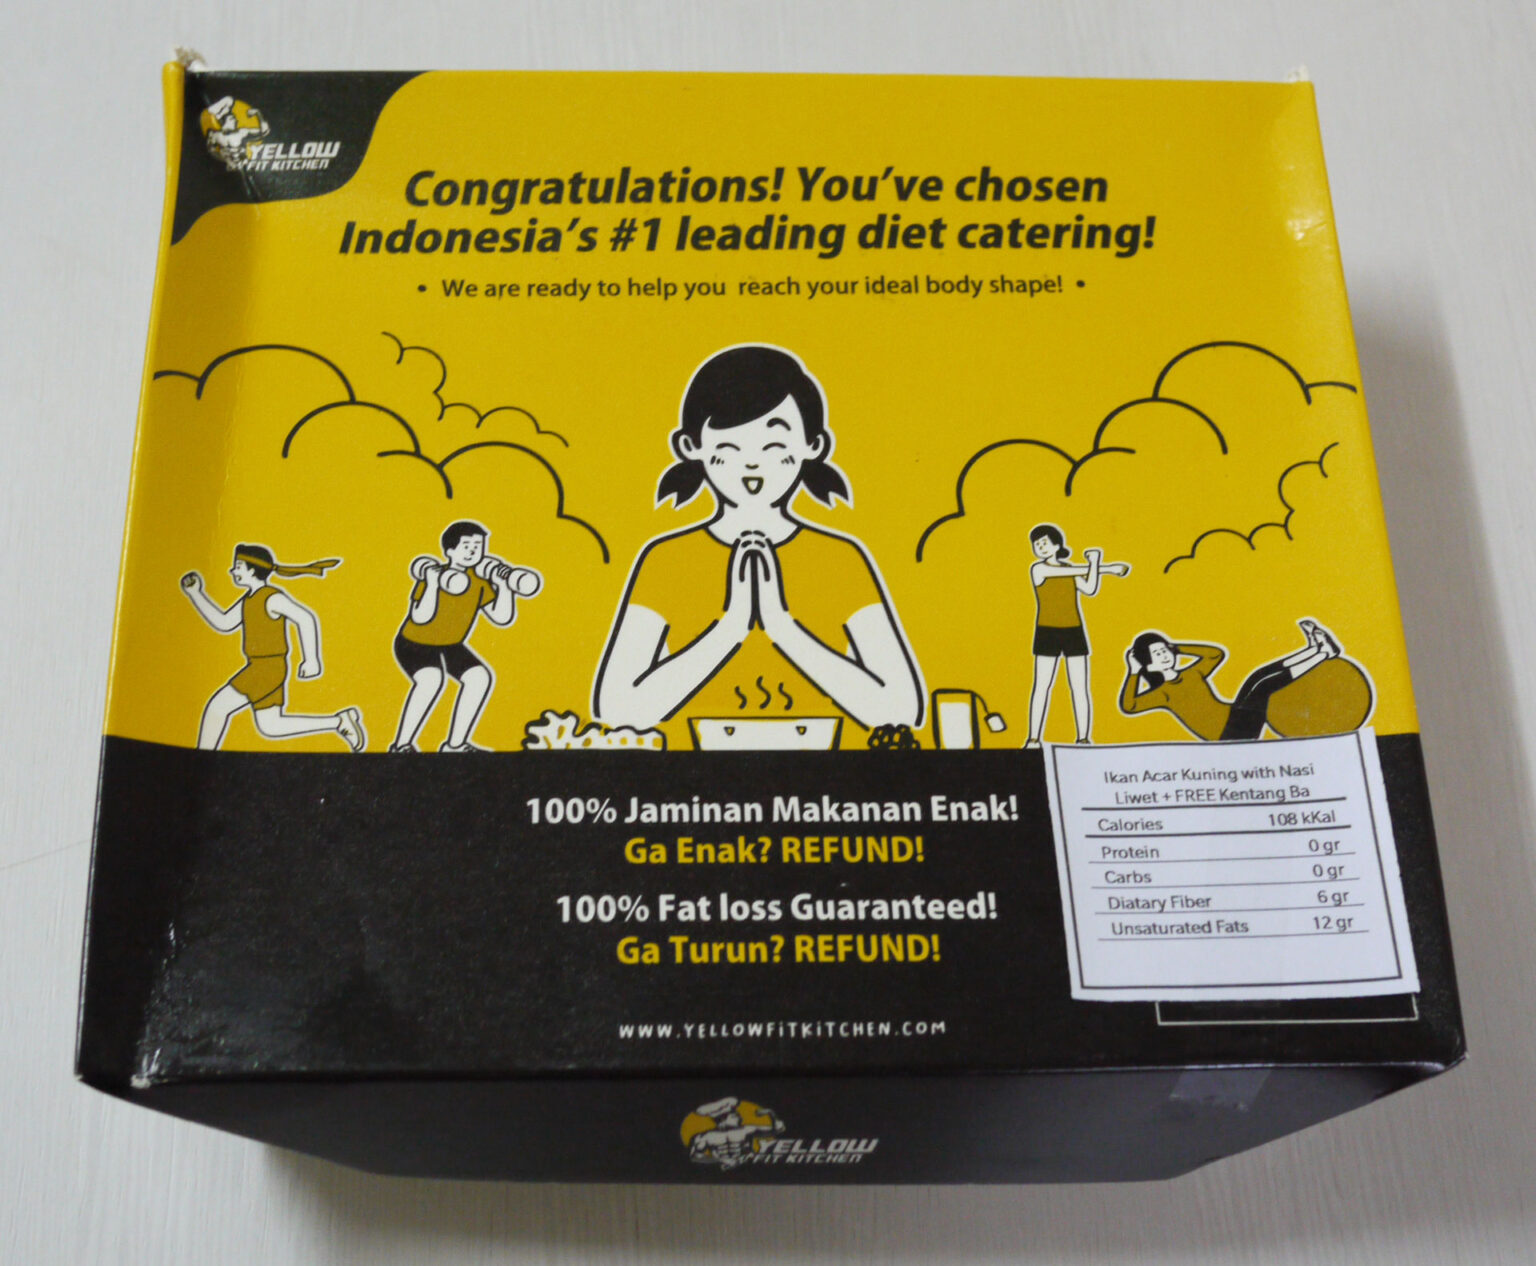 YELLOW
FIT KITCHEN
Congratulations! You've chosen
Indonesia's #1 leading diet catering!
• We are ready to help you reach your ideal body shape! •
100% Jaminan Makanan Enak!
Ga Enak? REFUND!
100% Fat loss Guaranteed!
Ga Turun? REFUND!
WWW.YELLOWFiTKiTCHEN.COM
Ikan Acar Kuning with Nasi
Liwet + FREE Kentang Ba
Calories 108 kKal
Protein 0 gr
Carbs 0 gr
Diatary Fiber 6 gr
Unsaturated Fats 12 gr
YELLOW
FIT KITCHEN